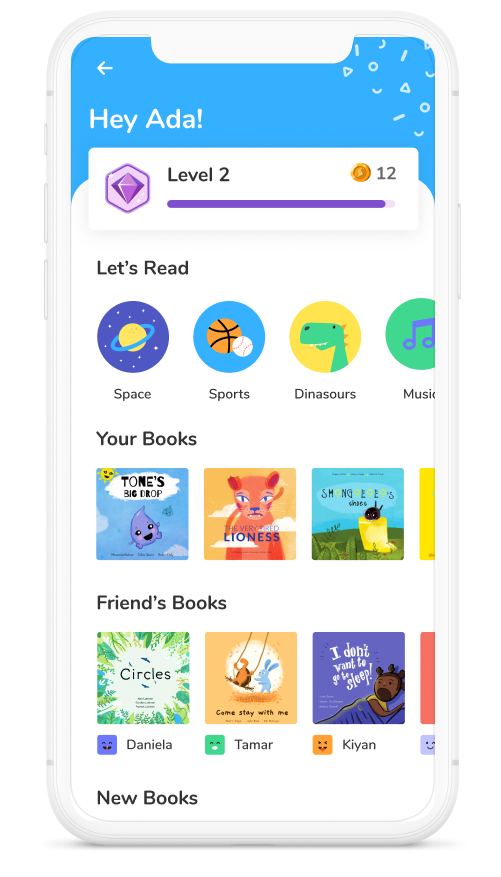 Hey Ada!
Level 2
12
Let's Read
Space
Sports
Dinasours
Music
Your Books
TONE'S
BIG DROP
THE VERY TIRED
LIONESS
shoes
Friend's Books
Circles
Come stay with me
I don't
want to
go to
sleep!
Daniela
Tamar
Kiyan
New Books